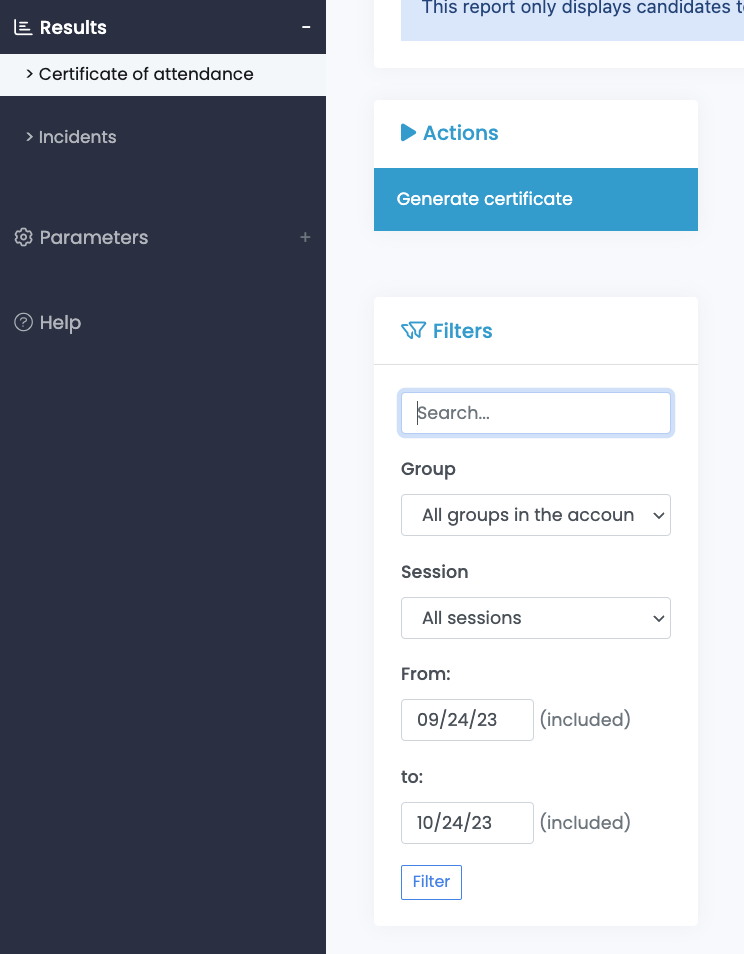 Results
> Certificate of attendance
> Incidents
Parameters
+
Help
This report only displays candidates t
Actions
Generate certificate
Filters
Search...
Group
All groups in the accoun
Session
All sessions
From:
09/24/23 (included)
to:
10/24/23 (included)
Filter